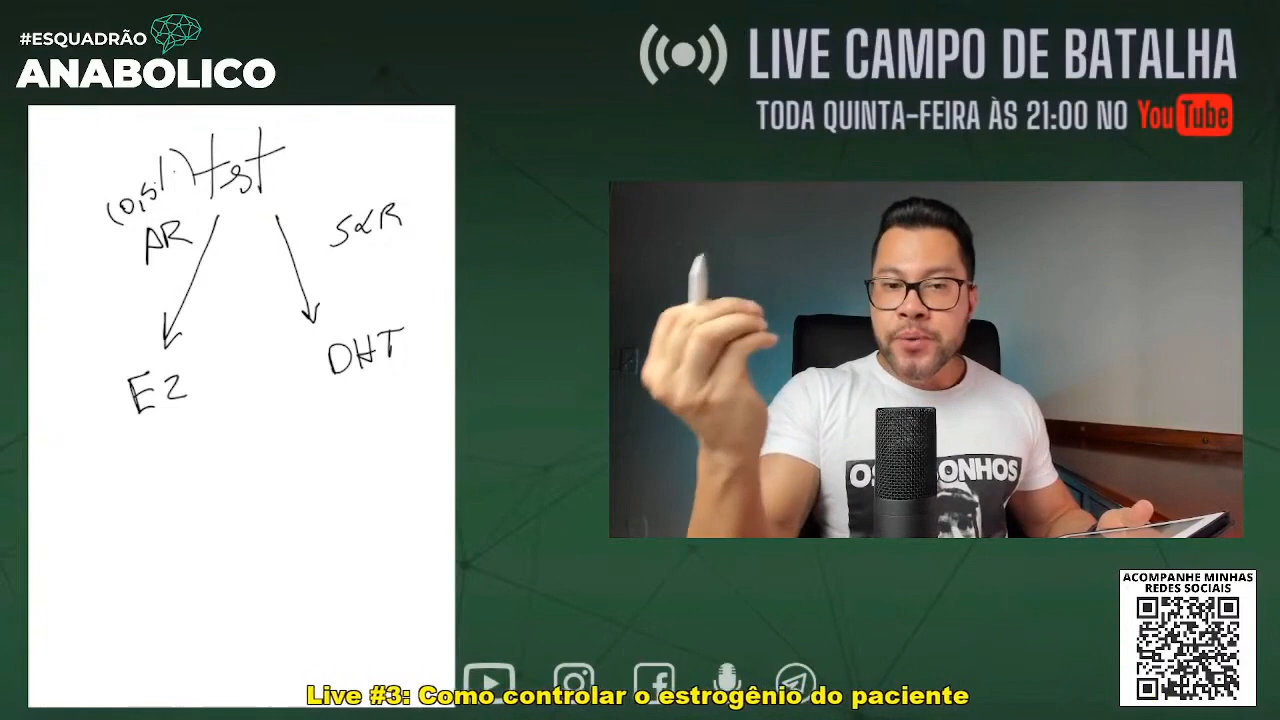 #ESQUADRÃO
ANABOLICO
LIVE CAMPO DE BATALHA
TODA QUINTA-FEIRA ÀS 21:00 NO YouTube
(0,5%) test
AR
5αR
E2
DHT
ONHOS
ACOMPANHE MINHAS
REDES SOCIAIS
Live #3: Como controlar o estrogênio do paciente